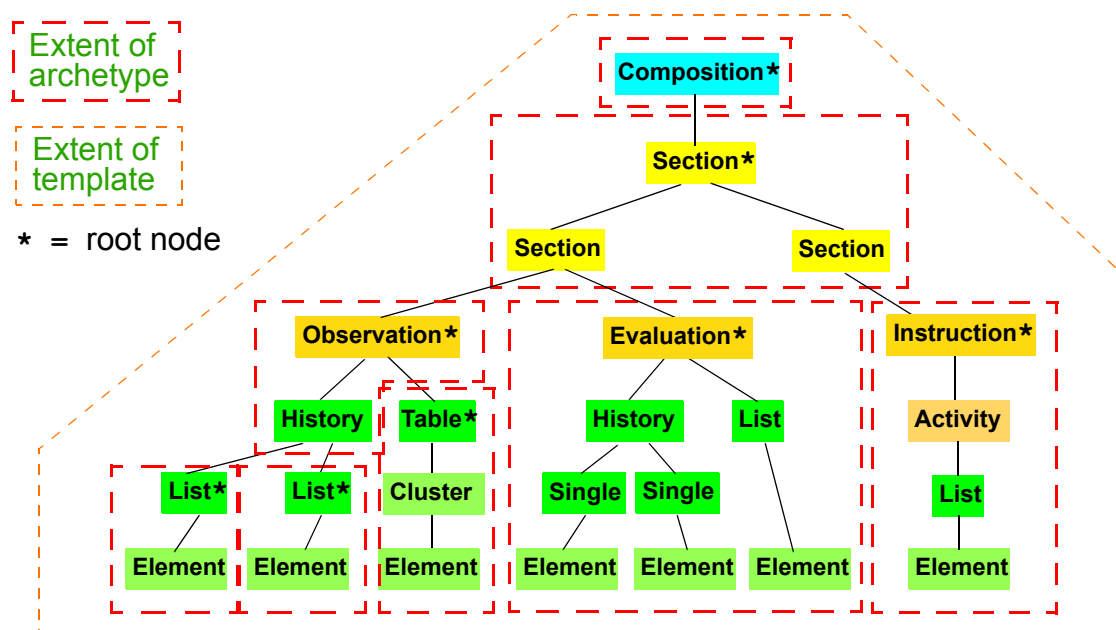 Extent of
archetype
Extent of
template
* = root node
Composition*
Section*
Section Section
Observation* Evaluation* Instruction*
History Table* History List Activity
List* List* Cluster Single Single List
Element Element Element Element Element Element Element